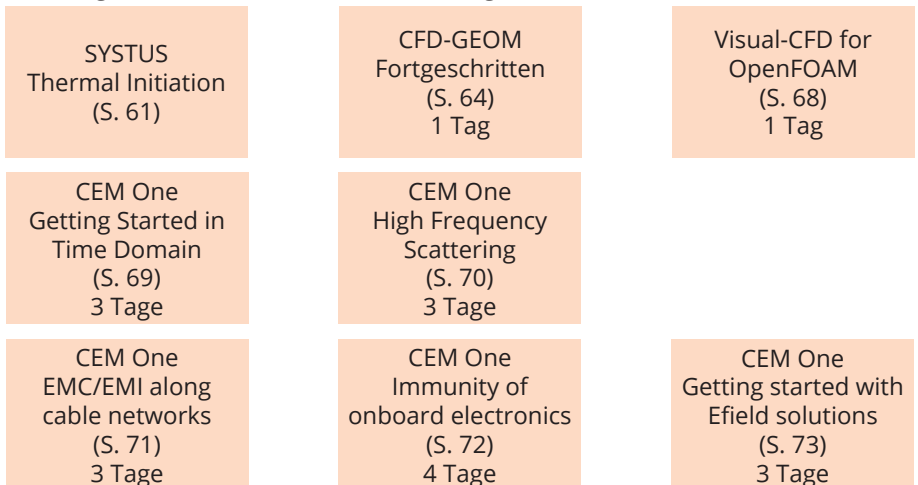 SYSTUS
Thermal Initiation
(S. 61)
CFD-GEOM
Fortgeschritten
(S. 64)
1 Tag
Visual-CFD for
OpenFOAM
(S. 68)
1 Tag
CEM One
Getting Started in
Time Domain
(S. 69)
3 Tage
CEM One
High Frequency
Scattering
(S. 70)
3 Tage
CEM One
EMC/EMI along
cable networks
(S. 71)
3 Tage
CEM One
Immunity of
onboard electronics
(S. 72)
4 Tage
CEM One
Getting started with
Efield solutions
(S. 73)
3 Tage